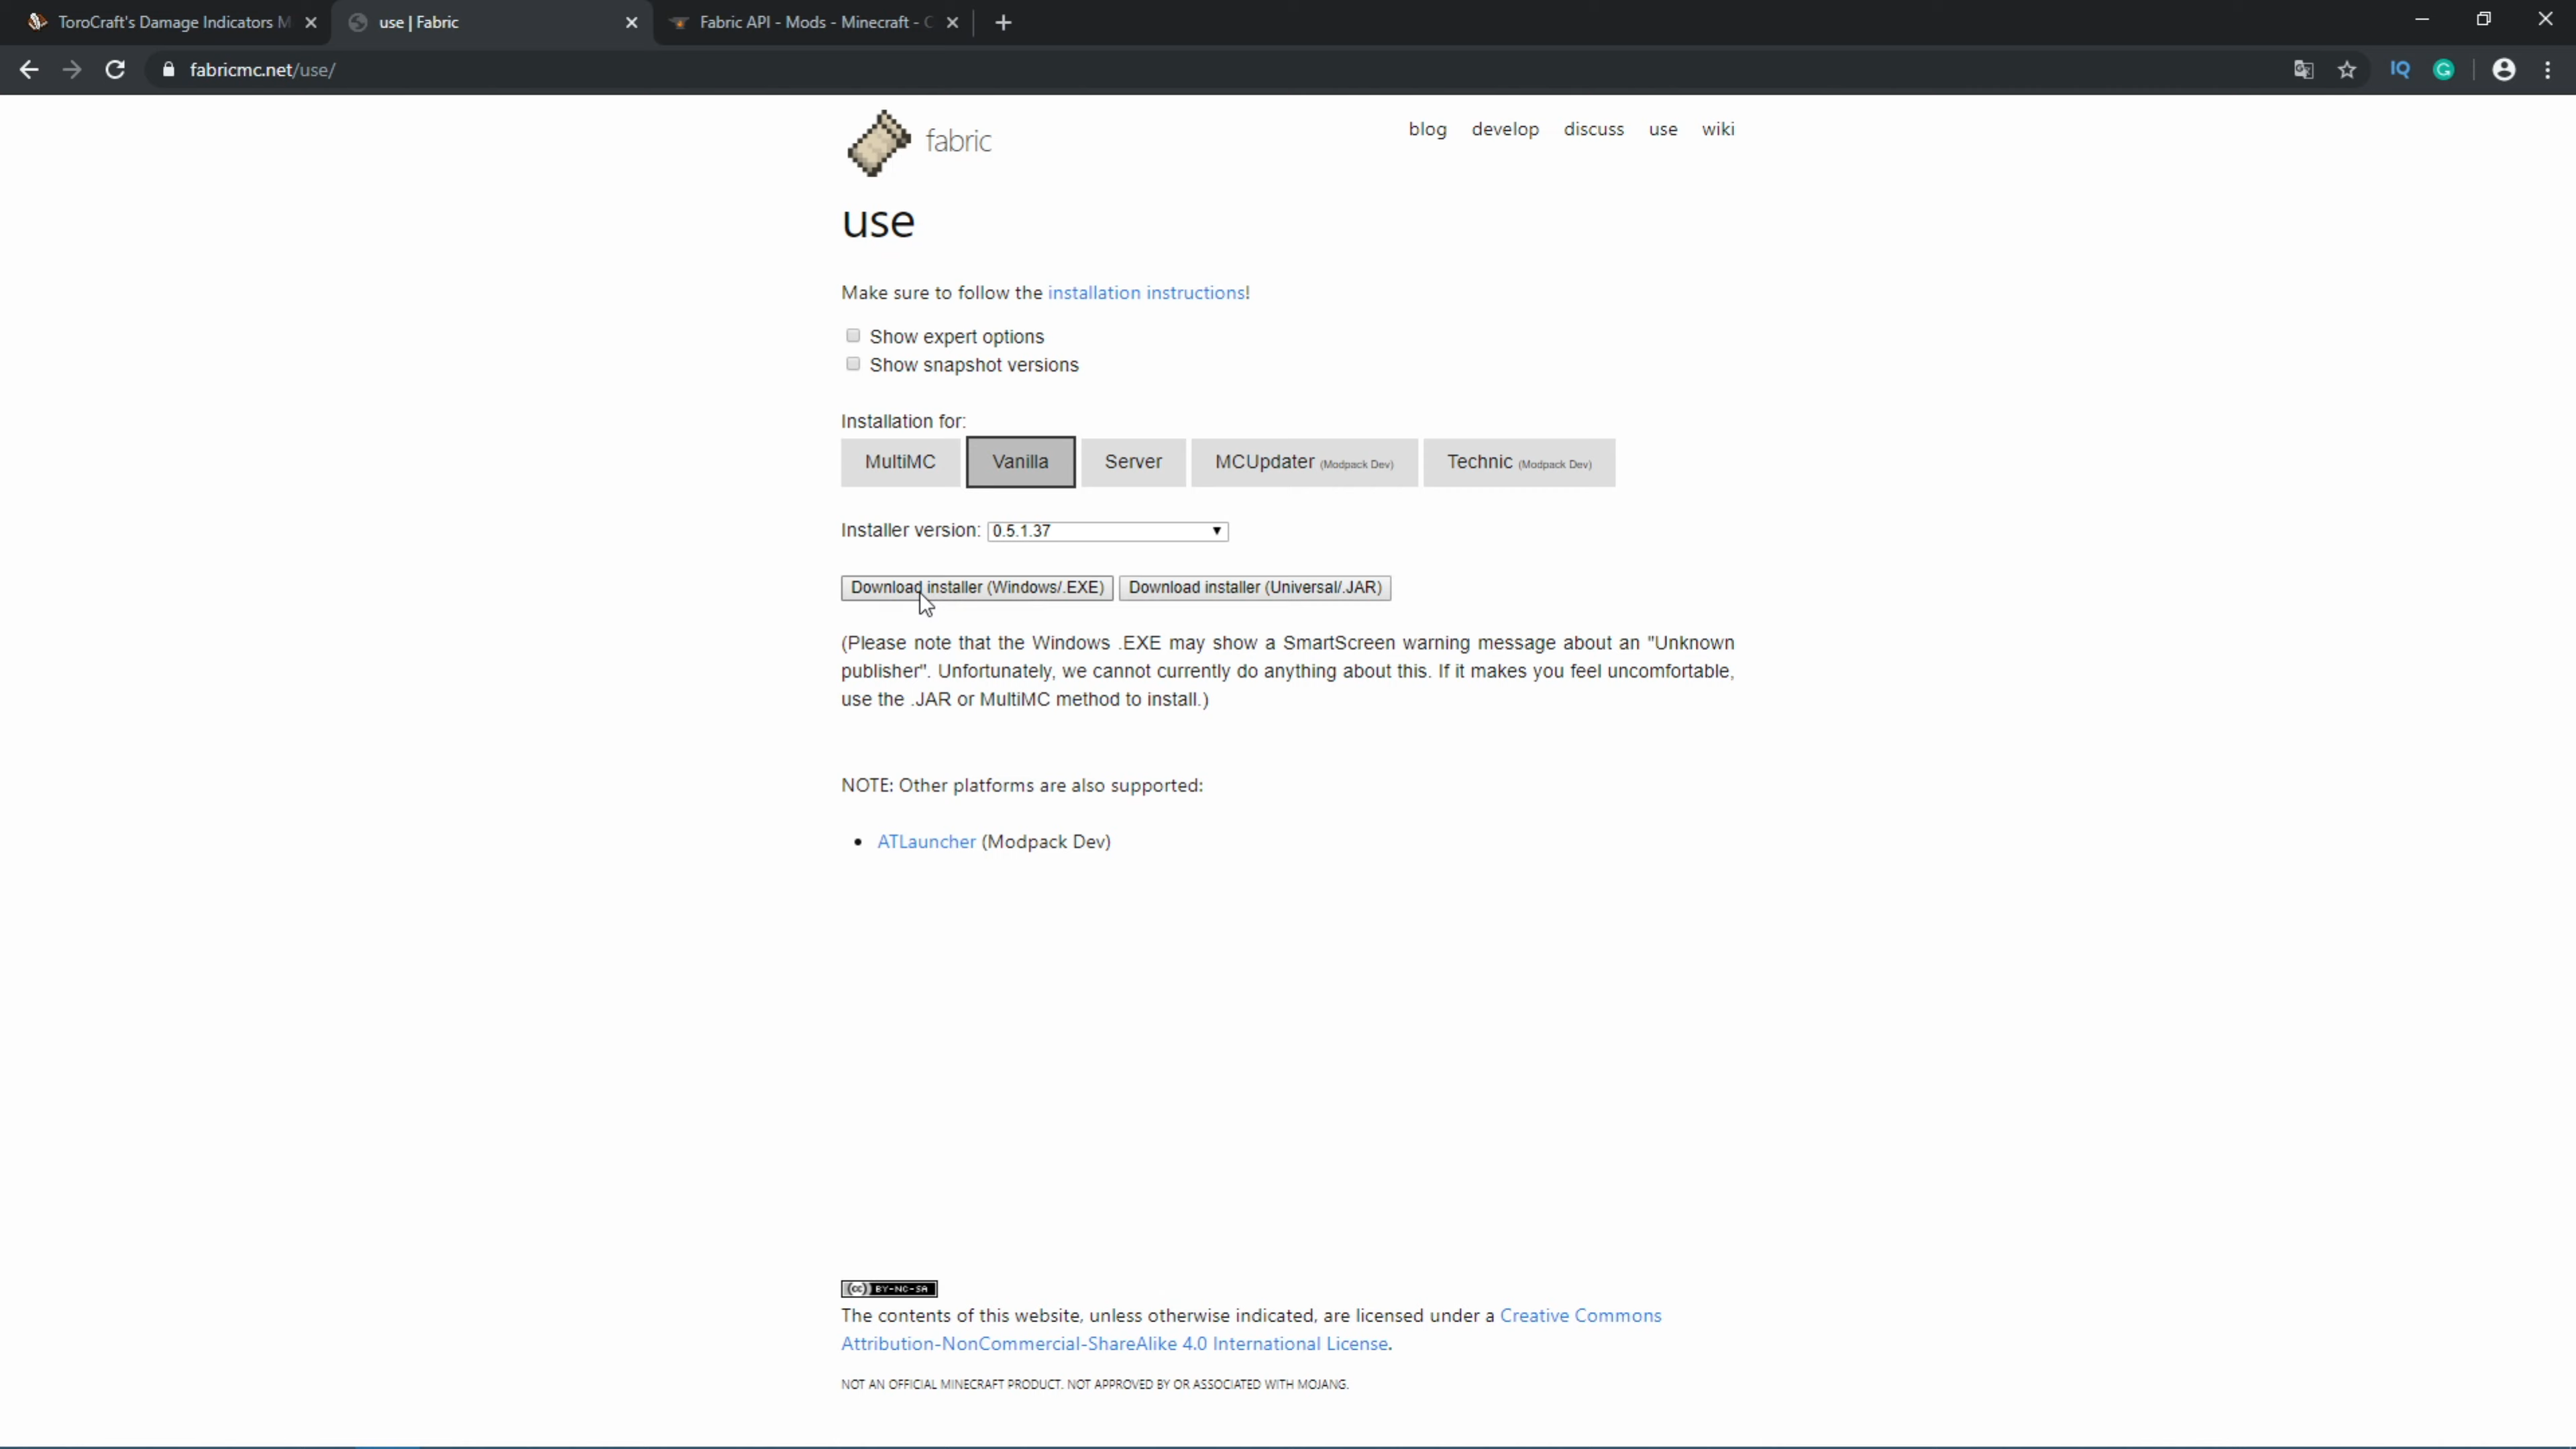 ToroCraft's Damage Indicators M
use | Fabric
Fabric API - Mods - Minecraft - C
fabricmc.net/use/
IQ
fabric
blog develop discuss use wiki
use
Make sure to follow the installation instructions!
Show expert options
Show snapshot versions
Installation for:
MultiMC Vanilla Server MCUpdater (Modpack Dev) Technic (Modpack Dev)
Installer version: 0.5.1.37
Download installer (Windows/.EXE) Download installer (Universal/.JAR)
(Please note that the Windows .EXE may show a SmartScreen warning message about an "Unknown
publisher". Unfortunately, we cannot currently do anything about this. If it makes you feel uncomfortable,
use the .JAR or MultiMC method to install.)
NOTE: Other platforms are also supported:
• ATLauncher (Modpack Dev)
(cc) BY-NC-SA
The contents of this website, unless otherwise indicated, are licensed under a Creative Commons
Attribution-NonCommercial-ShareAlike 4.0 International License.
NOT AN OFFICIAL MINECRAFT PRODUCT. NOT APPROVED BY OR ASSOCIATED WITH MOJANG.